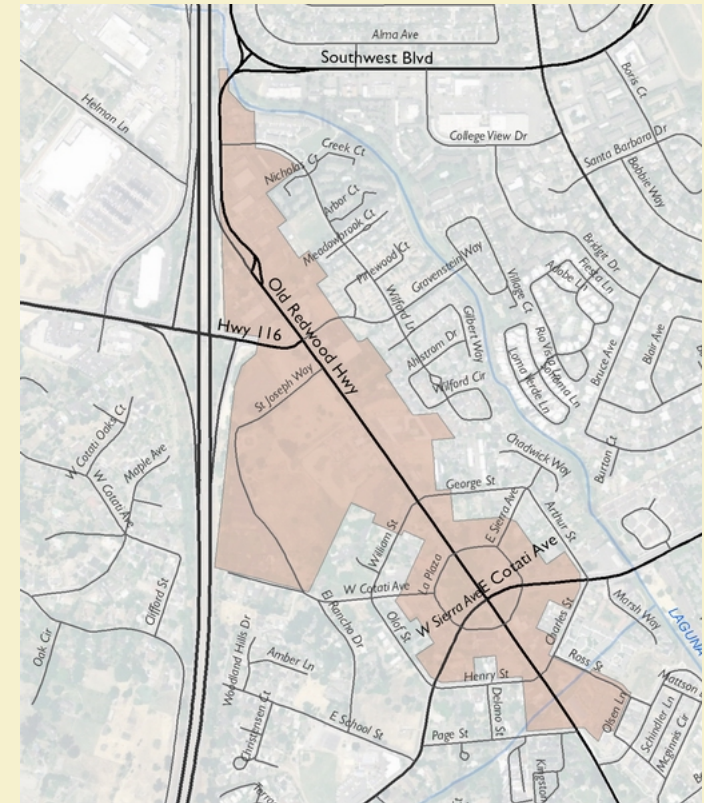 Alma Ave
Southwest Blvd
Boris Ct
Helman Ln
College View Dr
Santa Barbara Dr
Creek Ct
Nicholas Ct
Bobbie Way
Arbor Ct
Meadowbrook Ct
Pinewood Ct
Gravenstein Way
Bridgit Dr
Fiesta Ln
Adobe Ln
Village Ct
Old Redwood Hwy
Wilford Ln
Gilbert Way
Hwy 116
Rio Vista
Ahlstrom Dr
Bruce Ave
Blair Ave
Loma Verde Ln
St Joseph Way
Wilford Cir
W Cotati Oaks Ct
Maple Ave
Chadwick Way
Burton Ct
W Cotati Ave
George St
E Sierra Ave
Arthur St
William St
La Plaza
E Cotati Ave
W Cotati Ave
W Sierra Ave
Clifford St
El Rancho Dr
Olof St
Charles St
Marsh Way
LAGUNA
Oak Cir
Woodland Hills Dr
Amber Ln
Ross St
Henry St
Mattson
Christensen Ct
E School St
Delano St
Olsen Ln
Schindler Ln
Mcginnis Cir
Page St
Kingston